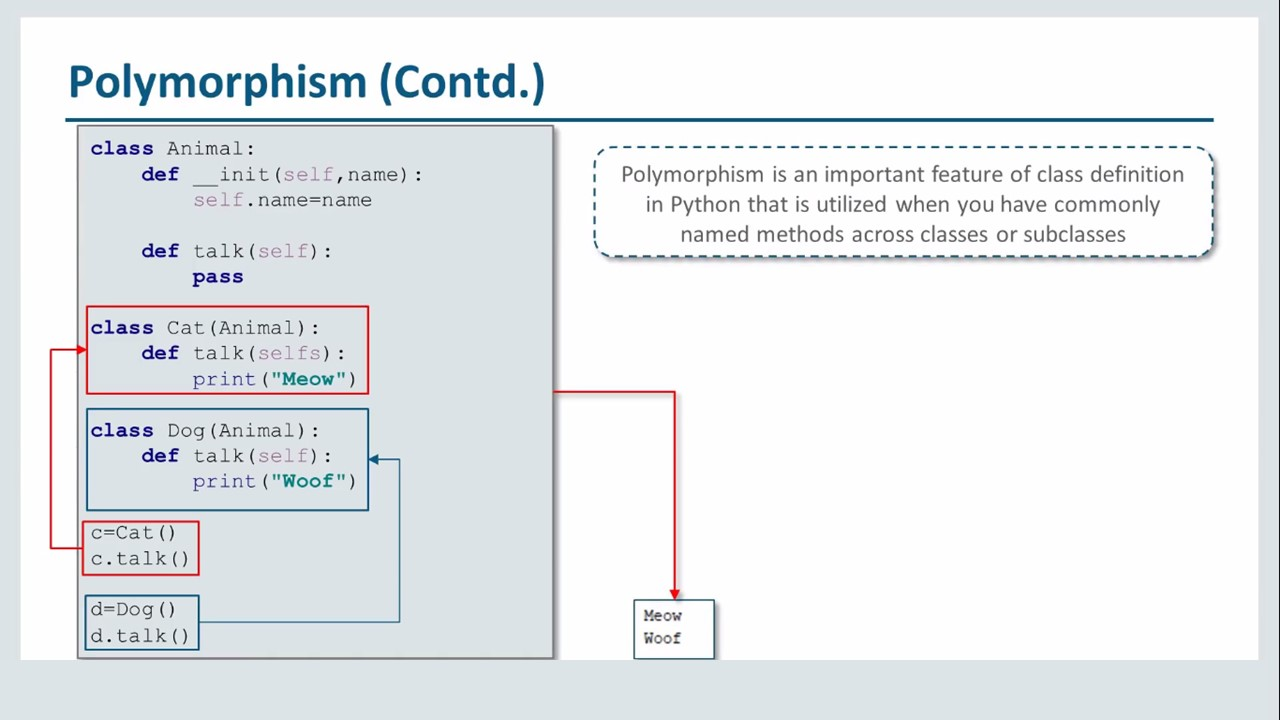 Polymorphism (Contd.)
class Animal:
    def __init(self,name):
        self.name=name
    def talk(self):
        pass
class Cat(Animal):
    def talk(selfs):
        print("Meow")
class Dog(Animal):
    def talk(self):
        print("Woof")
c=Cat()
c.talk()
d=Dog()
d.talk()
Polymorphism is an important feature of class definition
in Python that is utilized when you have commonly
named methods across classes or subclasses
Meow
Woof